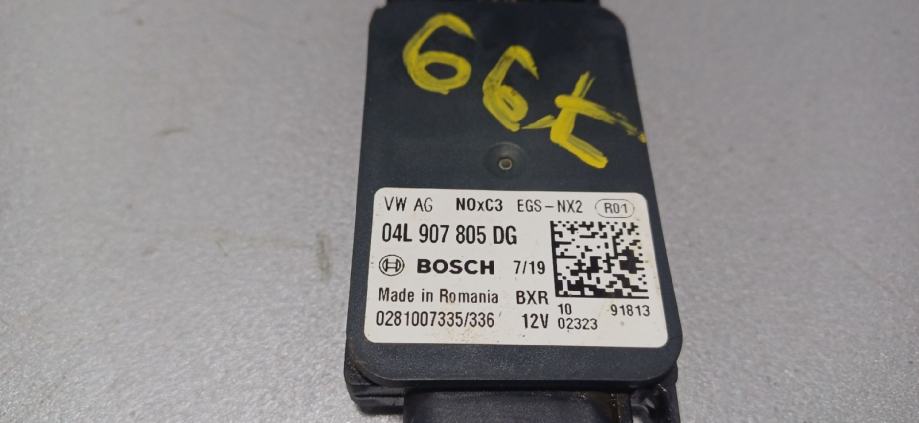 66t
VW AG NOxC3 EGS-NX2 R01
04L 907 805 DG
BOSCH 7/19
Made in Romania BXR
10 91813
0281007335/336 12V 02323